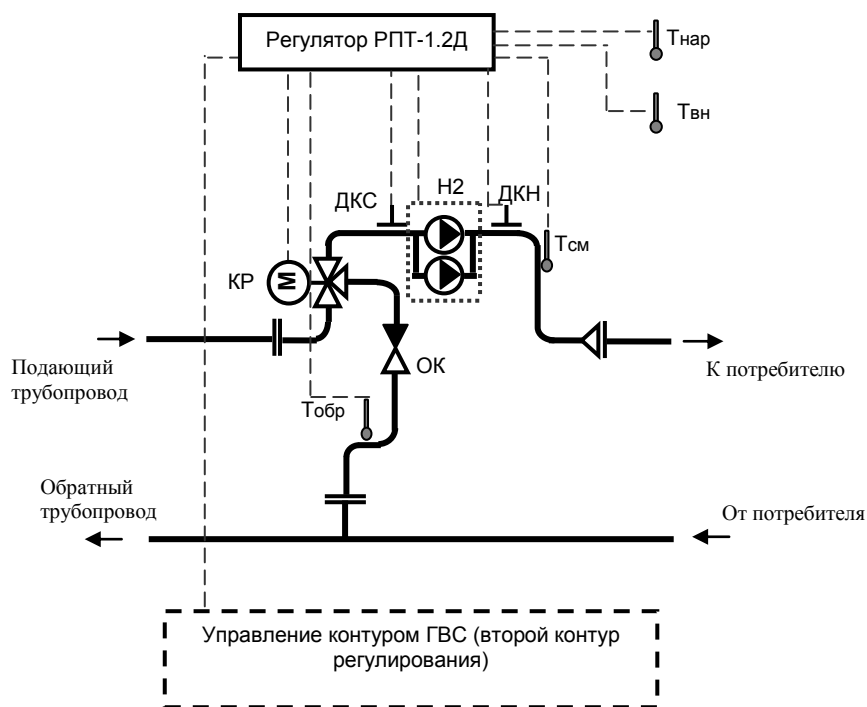 Регулятор РПТ-1.2Д
Тнар
Твн
ДКС
Н2
ДКН
Тсм
КР
М
Подающий
трубопровод
ОК
К потребителю
Тобр
Обратный
трубопровод
От потребителя
Управление контуром ГВС (второй контур
регулирования)